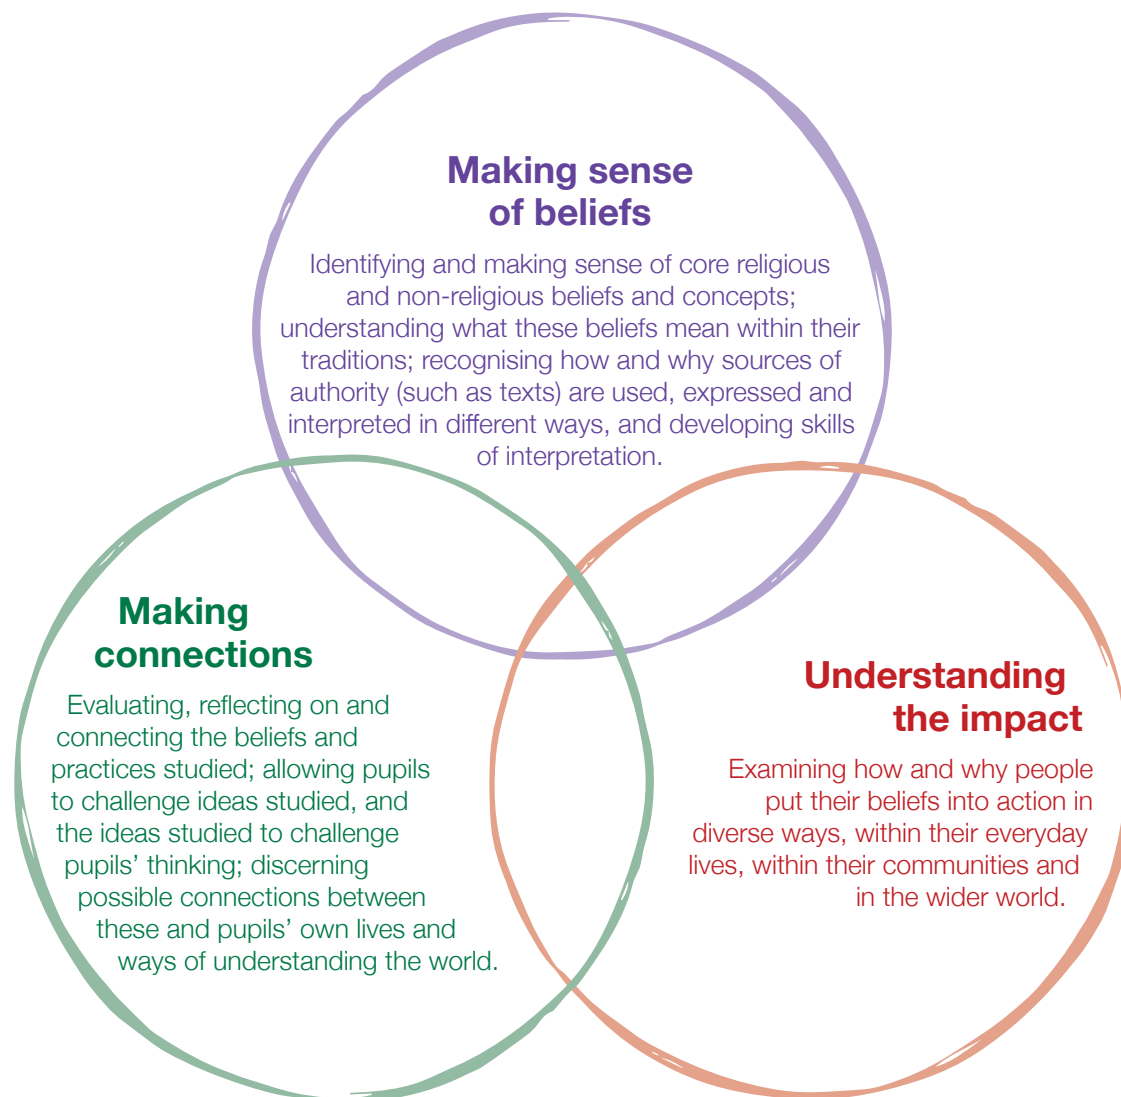 Making sense
of beliefs
Identifying and making sense of core religious
and non-religious beliefs and concepts;
understanding what these beliefs mean within their
traditions; recognising how and why sources of
authority (such as texts) are used, expressed and
interpreted in different ways, and developing skills
of interpretation.
Making
connections
Evaluating, reflecting on and
connecting the beliefs and
practices studied; allowing pupils
to challenge ideas studied, and
the ideas studied to challenge
pupils’ thinking; discerning
possible connections between
these and pupils’ own lives and
ways of understanding the world.
Understanding
the impact
Examining how and why people
put their beliefs into action in
diverse ways, within their everyday
lives, within their communities and
in the wider world.